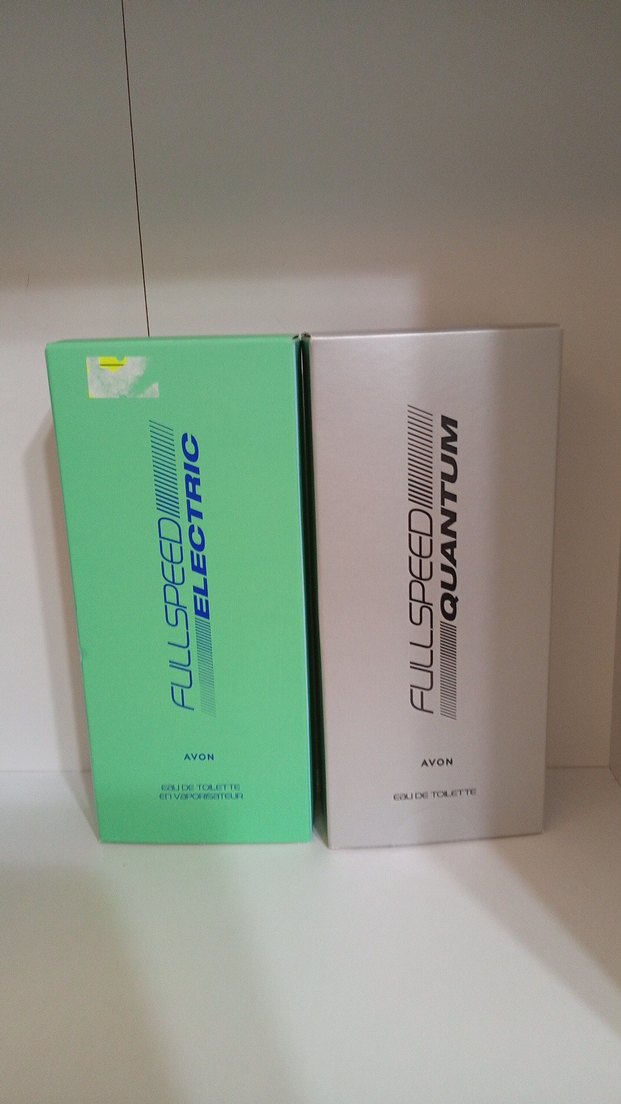 FULLSPEED
ELECTRIC
AVON
EAU DE TOILETTE
EN VAPORISATEUR
FULLSPEED
QUANTUM
AVON
EAU DE TOILETTE